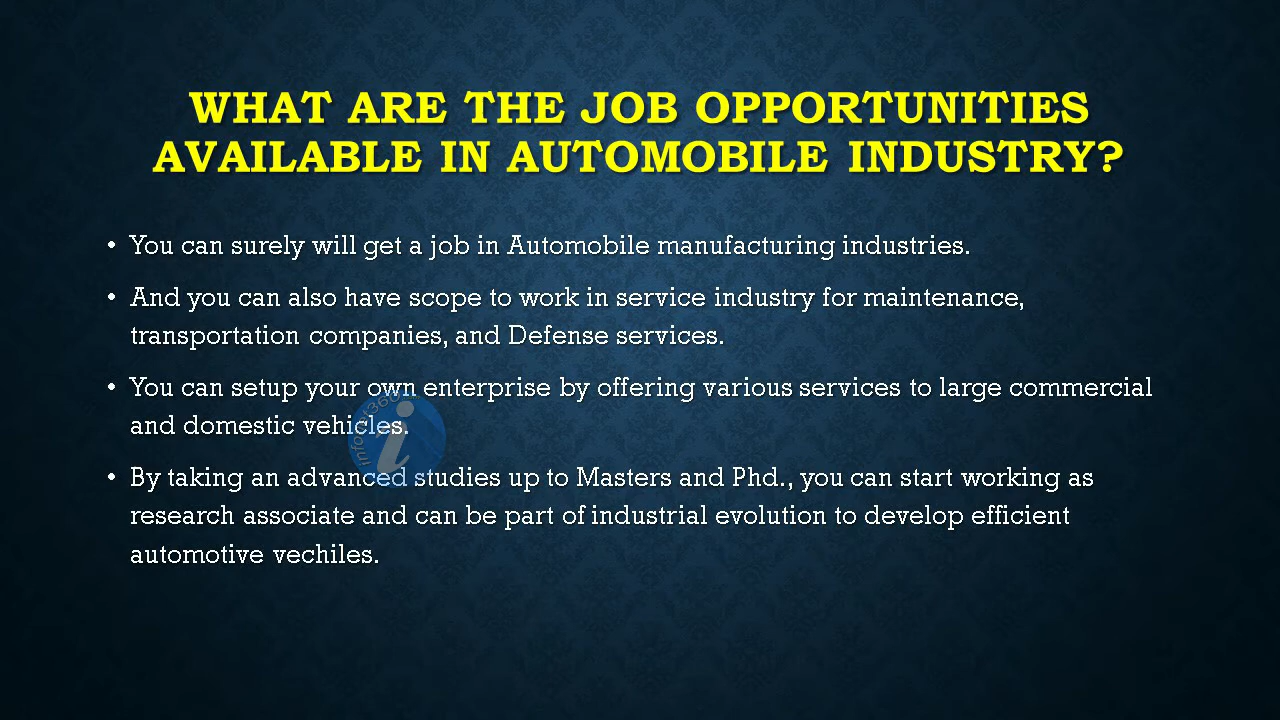 WHAT ARE THE JOB OPPORTUNITIES
AVAILABLE IN AUTOMOBILE INDUSTRY?
• You can surely will get a job in Automobile manufacturing industries.
• And you can also have scope to work in service industry for maintenance,
transportation companies, and Defense services.
• You can setup your own enterprise by offering various services to large commercial
and domestic vehicles.
• By taking an advanced studies up to Masters and Phd., you can start working as
research associate and can be part of industrial evolution to develop efficient
automotive vechiles.